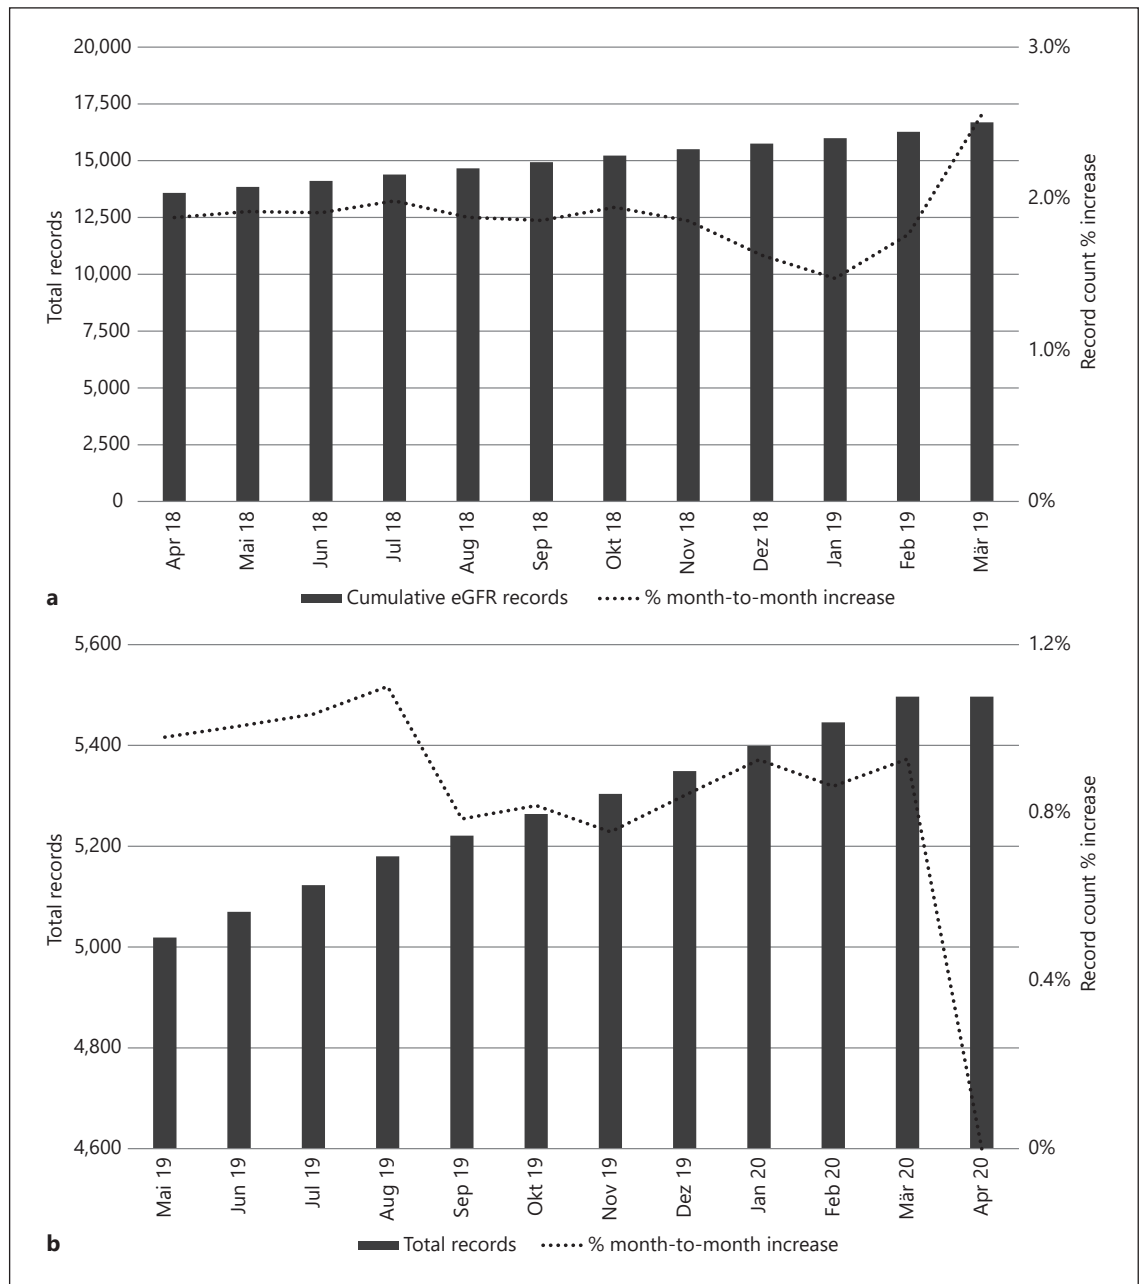 20,000
17,500
15,000
12,500
10,000
7,500
5,000
2,500
0
Total records
3.0%
2.0%
1.0%
0%
Record count % increase
Apr 18
Mai 18
Jun 18
Jul 18
Aug 18
Sep 18
Okt 18
Nov 18
Dez 18
Jan 19
Feb 19
Mär 19
a
Cumulative eGFR records
% month-to-month increase
5,600
5,400
5,200
5,000
4,800
4,600
Total records
1.2%
0.8%
0.4%
0%
Record count % increase
Mai 19
Jun 19
Jul 19
Aug 19
Sep 19
Okt 19
Nov 19
Dez 19
Jan 20
Feb 20
Mär 20
Apr 20
b
Total records
% month-to-month increase